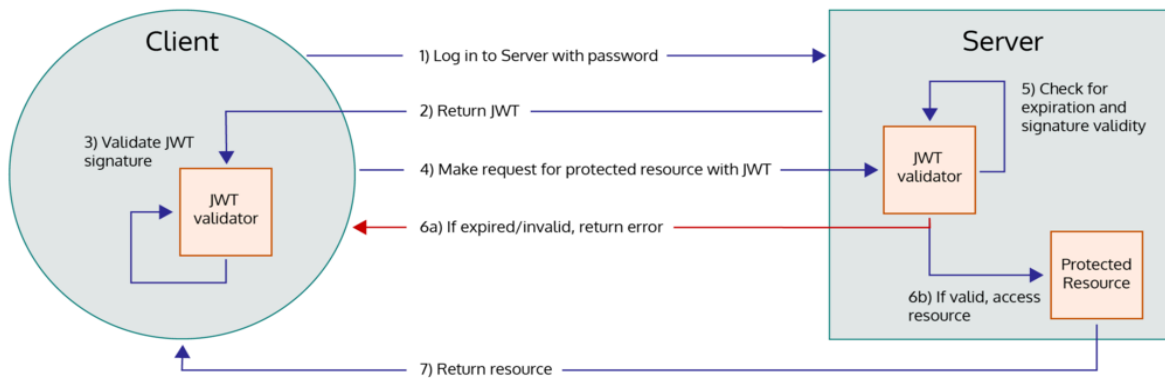 Client
Server
1) Log in to Server with password
2) Return JWT
3) Validate JWT
signature
JWT
validator
4) Make request for protected resource with JWT
JWT
validator
5) Check for
expiration and
signature validity
6a) If expired/invalid, return error
6b) If valid, access
resource
Protected
Resource
7) Return resource